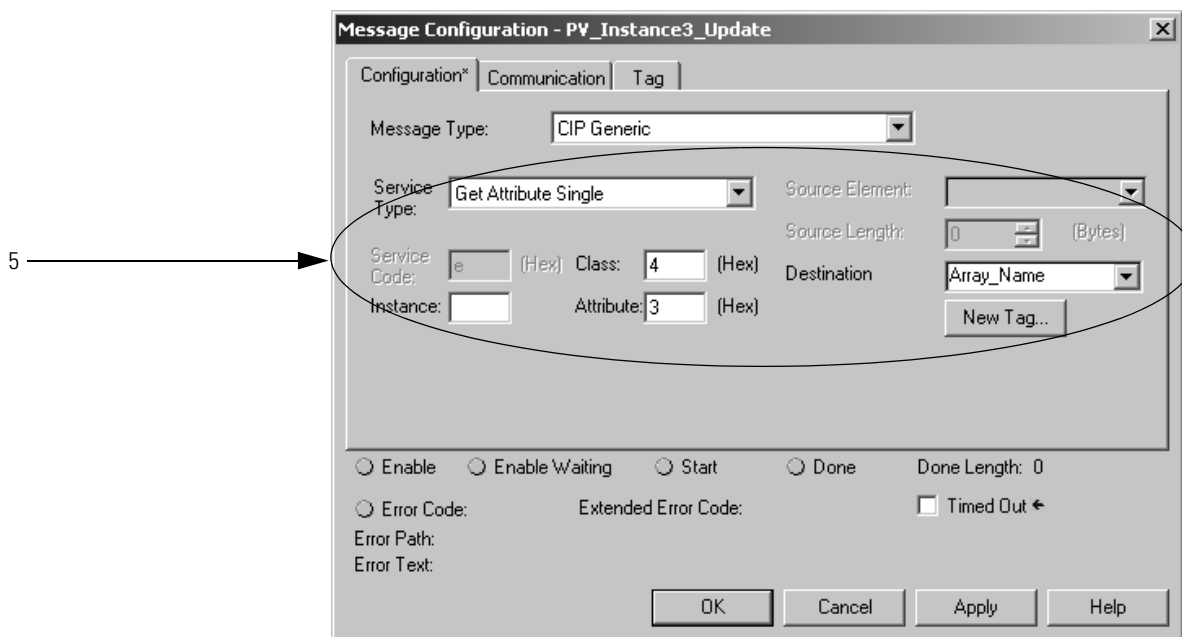 Message Configuration - PV_Instance3_Update
Configuration* Communication Tag
Message Type: CIP Generic
Service Type: Get Attribute Single
Source Element:
Source Length: 0 (Bytes)
5
Service Code: e (Hex) Class: 4 (Hex)
Destination Array_Name
Instance: Attribute: 3 (Hex)
New Tag...
Enable Enable Waiting Start Done Done Length: 0
Error Code: Extended Error Code: Timed Out ←
Error Path:
Error Text:
OK Cancel Apply Help